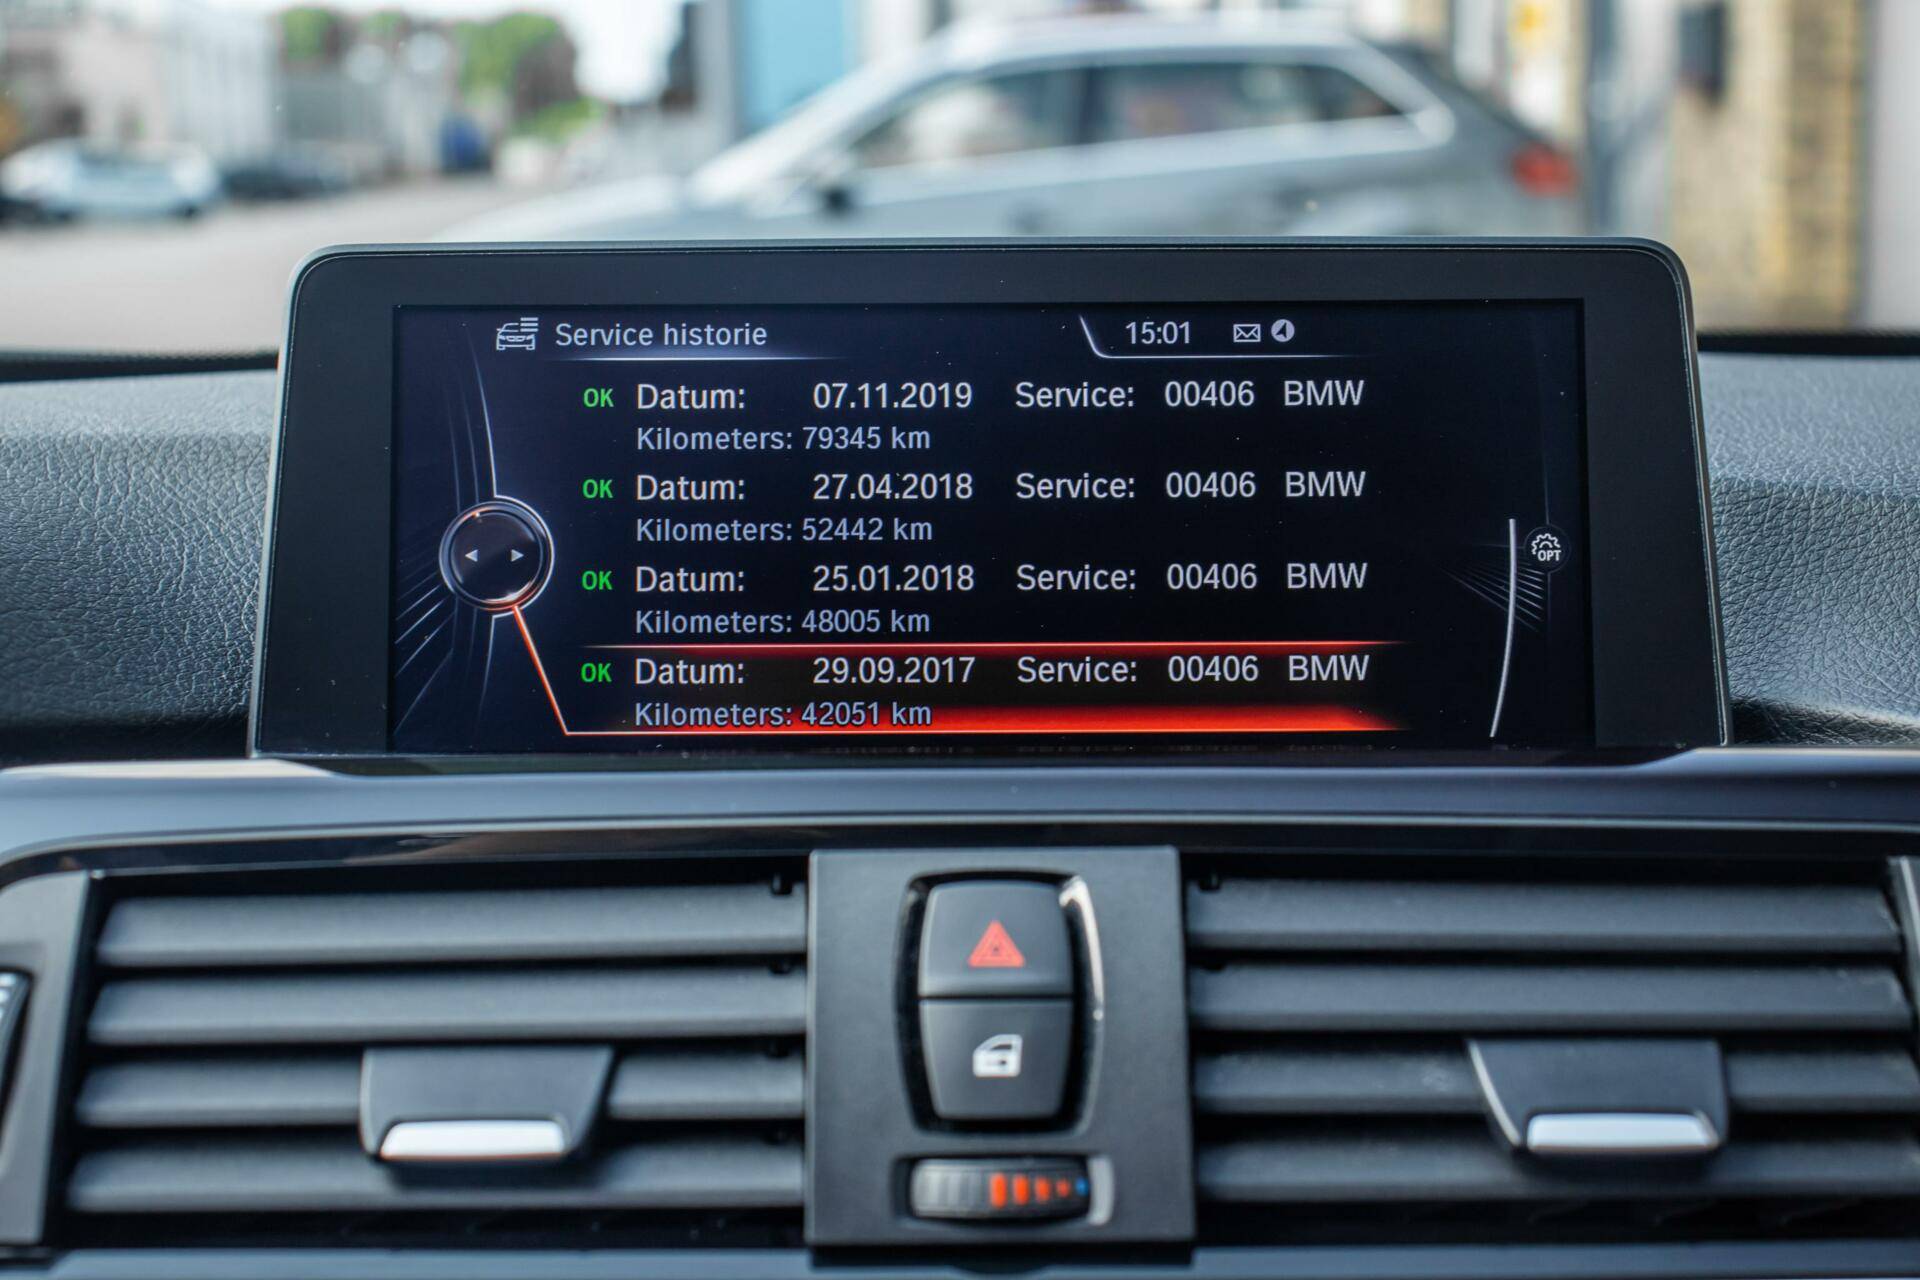 Service historie 15:01
OK Datum: 07.11.2019 Service: 00406 BMW
Kilometers: 79345 km
OK Datum: 27.04.2018 Service: 00406 BMW
Kilometers: 52442 km
OK Datum: 25.01.2018 Service: 00406 BMW
Kilometers: 48005 km
OPT
OK Datum: 29.09.2017 Service: 00406 BMW
Kilometers: 42051 km